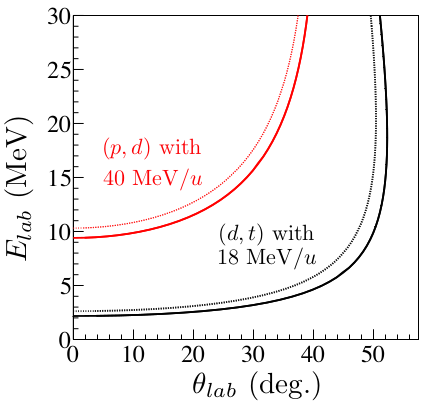 30
25
20
15
10
5
0
E_lab (MeV)
(p, d) with
40 MeV/u
(d, t) with
18 MeV/u
0 10 20 30 40 50
θ_lab (deg.)